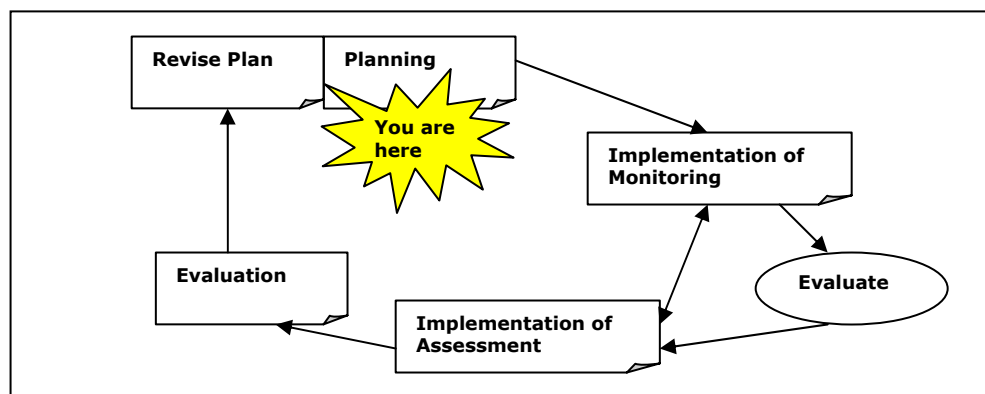 Revise Plan
Planning
You are
here
Implementation of
Monitoring
Evaluate
Implementation of
Assessment
Evaluation